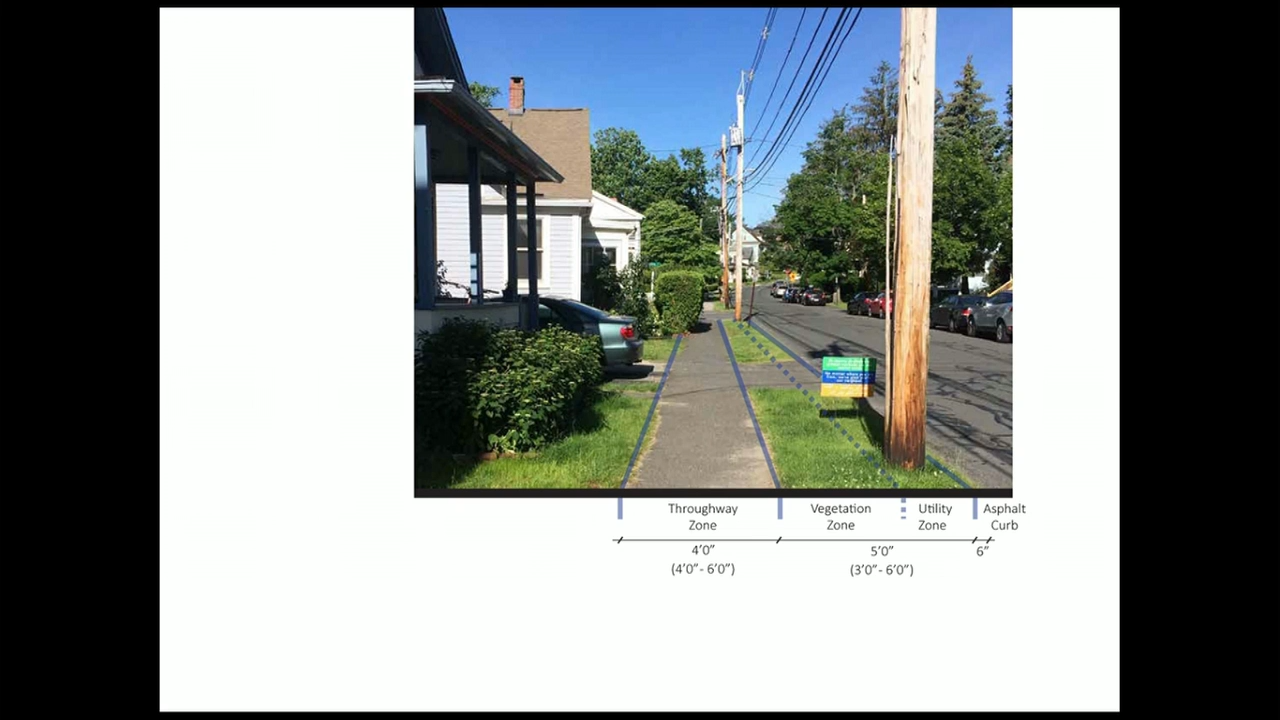 Throughway
Zone
Vegetation
Zone
Utility
Zone
Asphalt
Curb
4'0"
(4'0"- 6'0")
5'0"
(3'0"- 6'0")
6"